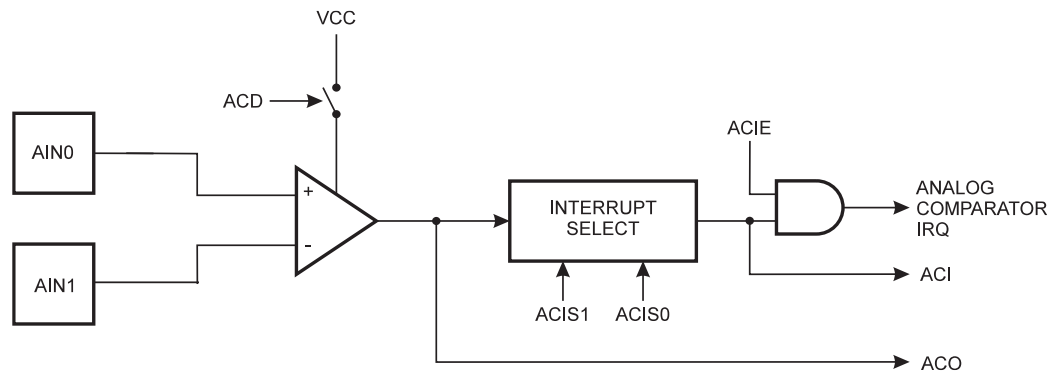 VCC
ACD
AIN0
ACIE
+
-
INTERRUPT
SELECT
ANALOG
COMPARATOR
IRQ
AIN1
ACI
ACIS1 ACIS0
ACO